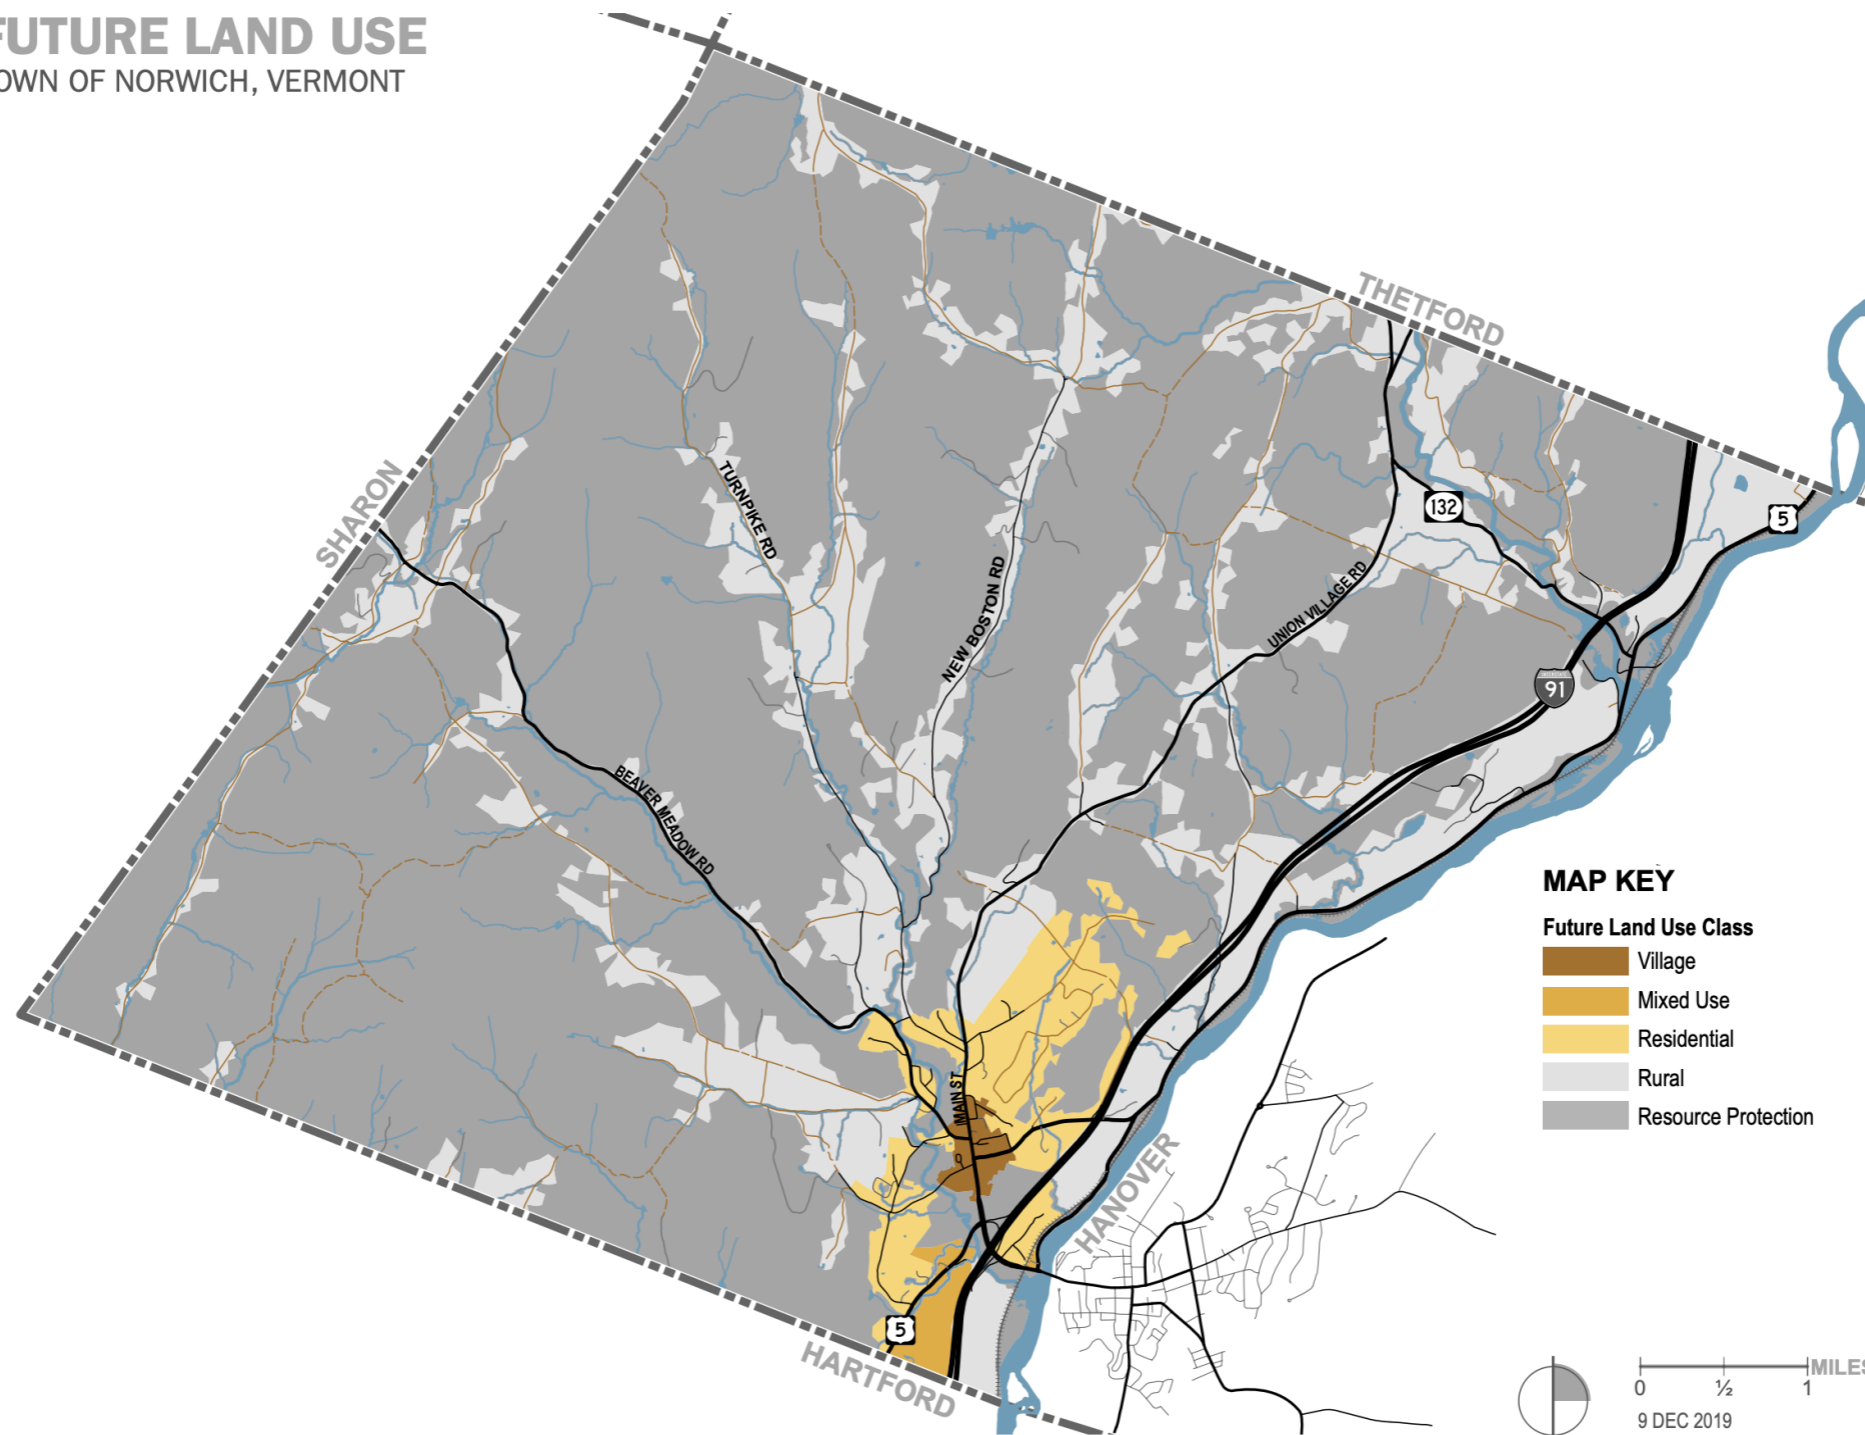 FUTURE LAND USE
TOWN OF NORWICH, VERMONT
THETFORD
SHARON
TURNPIKE RD
132
5
NEW BOSTON RD
UNION VILLAGE RD
91
BEAVER MEADOW RD
MAIN ST
HANOVER
5
HARTFORD
MAP KEY
Future Land Use Class
Village
Mixed Use
Residential
Rural
Resource Protection
MILES
0 ½ 1
9 DEC 2019